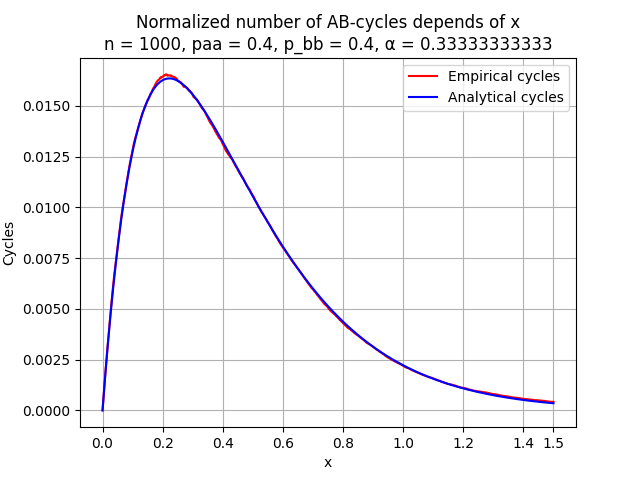 Normalized number of AB-cycles depends of x
n = 1000, paa = 0.4, p_bb = 0.4, α = 0.33333333333
Empirical cycles
Analytical cycles
Cycles
0.0150
0.0125
0.0100
0.0075
0.0050
0.0025
0.0000
0.0 0.2 0.4 0.6 0.8 1.0 1.2 1.4 1.5
x